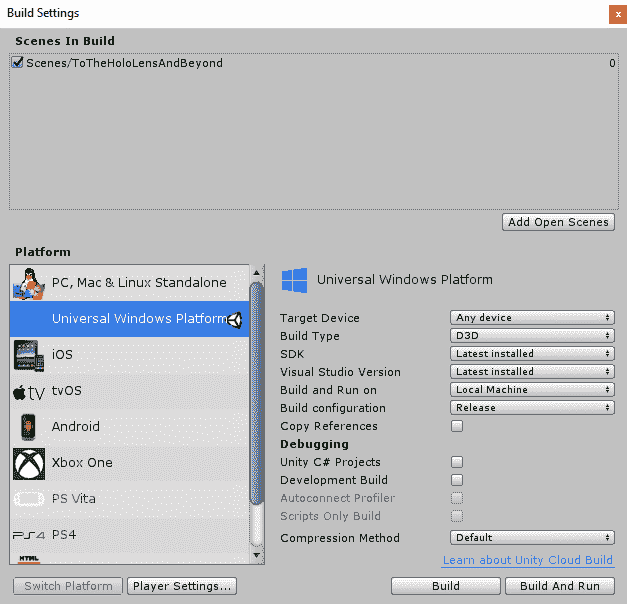 Build Settings
x
Scenes In Build
Scenes/ToTheHoloLensAndBeyond 0
Add Open Scenes
Platform
PC, Mac & Linux Standalone
Universal Windows Platform
iOS
tv tvOS
Android
Xbox One
PS Vita
PS4 PS4
HTML
Universal Windows Platform
Target Device Any device
Build Type D3D
SDK Latest installed
Visual Studio Version Latest installed
Build and Run on Local Machine
Build configuration Release
Copy References
Debugging
Unity C# Projects
Development Build
Autoconnect Profiler
Scripts Only Build
Compression Method Default
Learn about Unity Cloud Build
Switch Platform Player Settings... Build Build And Run